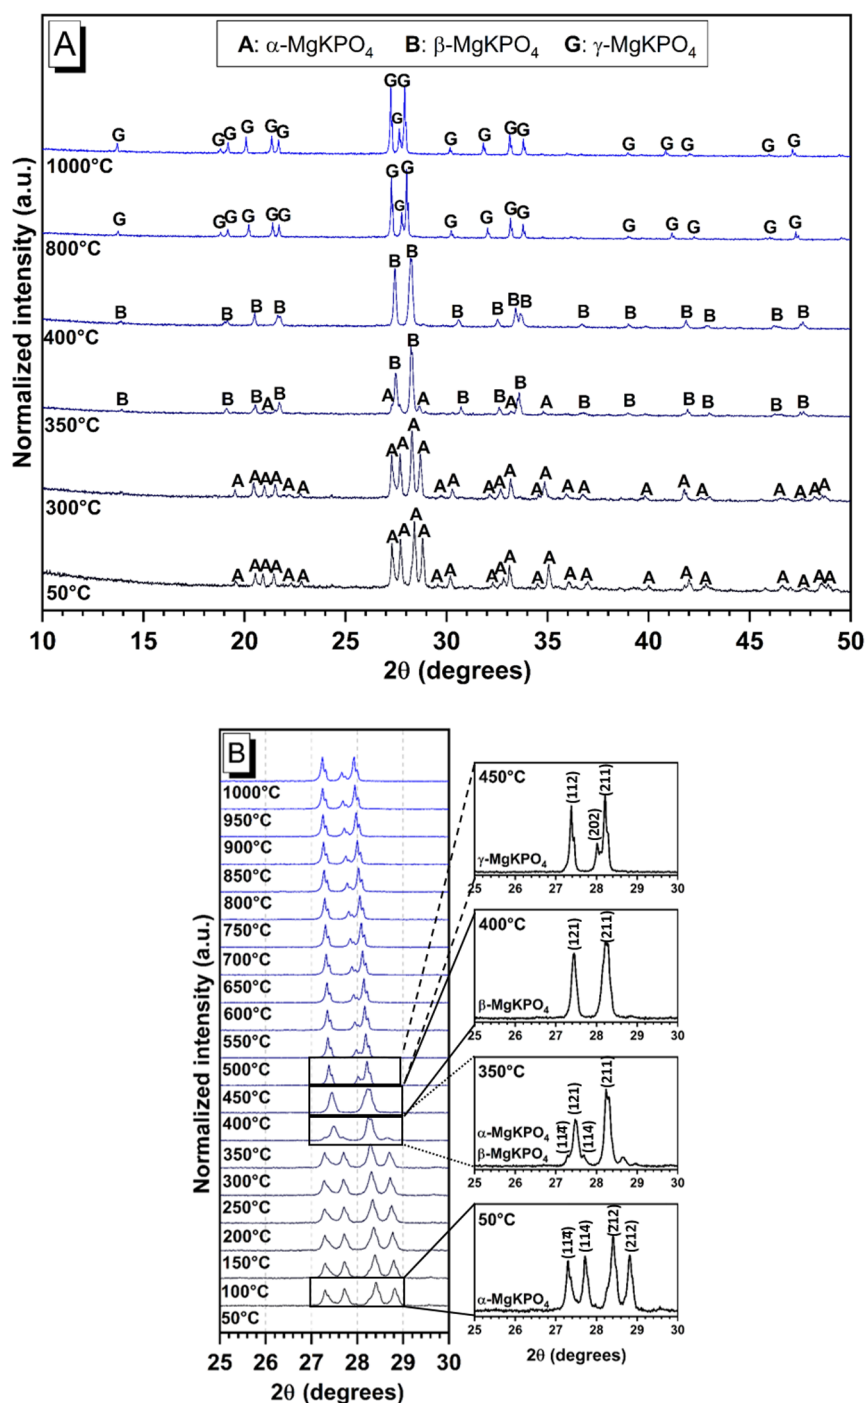 A
A: α-MgKPO4 B: β-MgKPO4 G: γ-MgKPO4
Normalized intensity (a.u.)
G G G G G G G G G G G G G G G G G G
1000°C
G G G G G G G G G G G G G G G G G G
800°C
B B B B B B B B B B B B B B B B
400°C
B B B A B A B B A B B A B A B B B B B B
350°C
A A A A A A A A A A A A A A A A A A A A A A A A A A
300°C
A A A A A A A A A A A A A A A A A A A A A A A A A A
50°C
10 15 20 25 30 35 40 45 50
2θ (degrees)
B
Normalized intensity (a.u.)
1000°C
950°C
900°C
850°C
800°C
750°C
700°C
650°C
600°C
550°C
500°C
450°C
400°C
350°C
300°C
250°C
200°C
150°C
100°C
50°C
25 26 27 28 29 30
2θ (degrees)
450°C
(112) (202) (211)
γ-MgKPO4
25 26 27 28 29 30
400°C
(121) (211)
β-MgKPO4
25 26 27 28 29 30
350°C
(114) (121) (114) (211)
α-MgKPO4
β-MgKPO4
25 26 27 28 29 30
50°C
(114) (114) (212) (212)
α-MgKPO4
25 26 27 28 29 30
2θ (degrees)